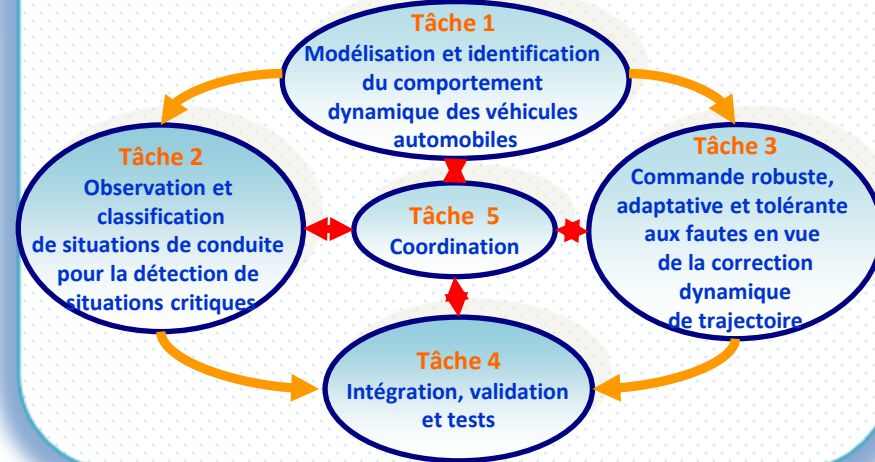 Tâche 1
Modélisation et identification
du comportement
dynamique des véhicules
automobiles
Tâche 2
Observation et
classification
de situations de conduite
pour la détection de
situations critiques
Tâche 3
Commande robuste,
adaptative et tolérante
aux fautes en vue
de la correction
dynamique
de trajectoire
Tâche 5
Coordination
Tâche 4
Intégration, validation
et tests